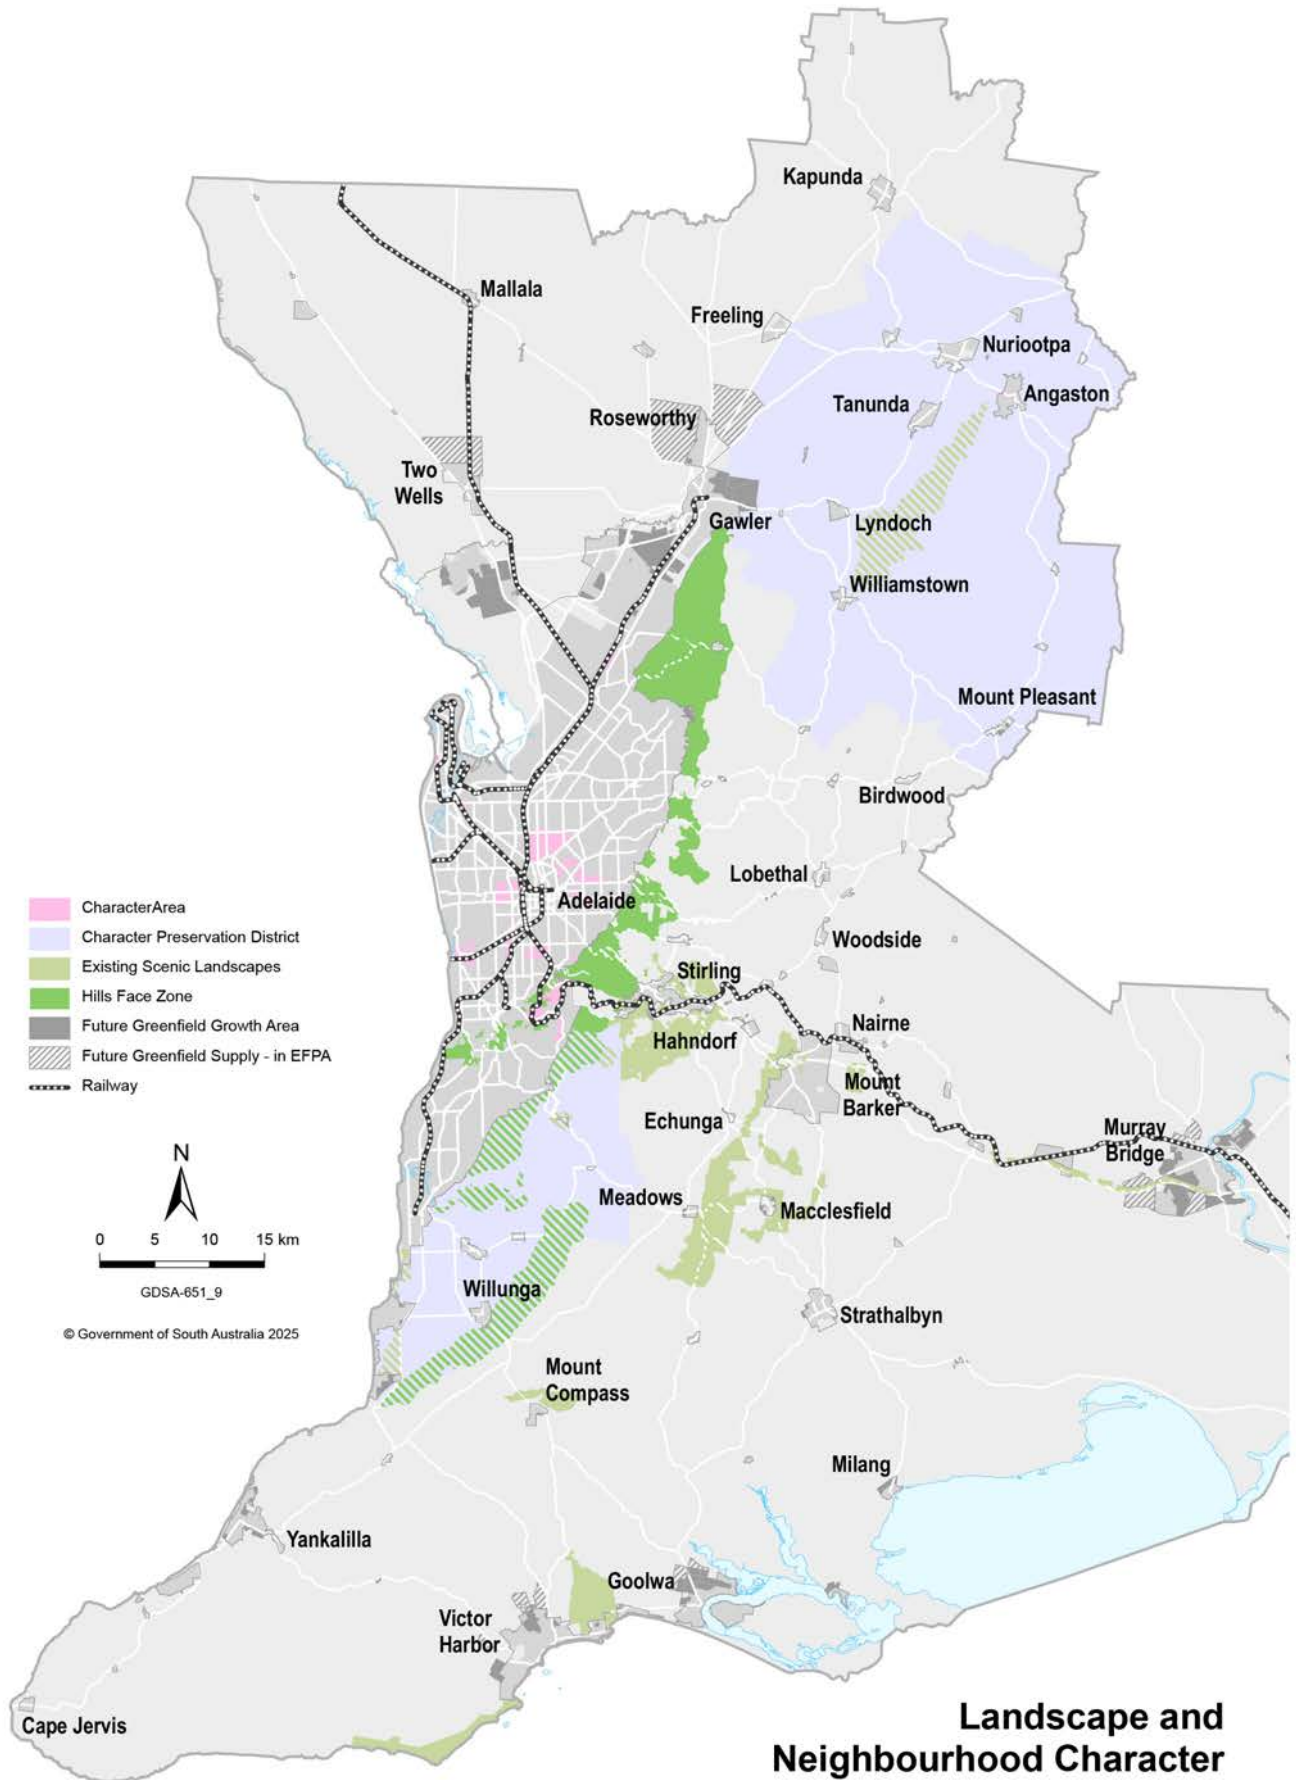 Kapunda
Mallala
Freeling
Nuriootpa
Angaston
Tanunda
Roseworthy
Two
Wells
Gawler
Lyndoch
Williamstown
Mount Pleasant
Birdwood
Lobethal
Adelaide
Woodside
Stirling
Hahndorf
Nairne
Mount
Barker
Echunga
Murray
Bridge
Meadows
Macclesfield
Willunga
Strathalbyn
Mount
Compass
Milang
Yankalilla
Goolwa
Victor
Harbor
Cape Jervis
CharacterArea
Character Preservation District
Existing Scenic Landscapes
Hills Face Zone
Future Greenfield Growth Area
Future Greenfield Supply - in EFPA
Railway
N
0 5 10 15 km
GDSA-651_9
© Government of South Australia 2025
Landscape and
Neighbourhood Character